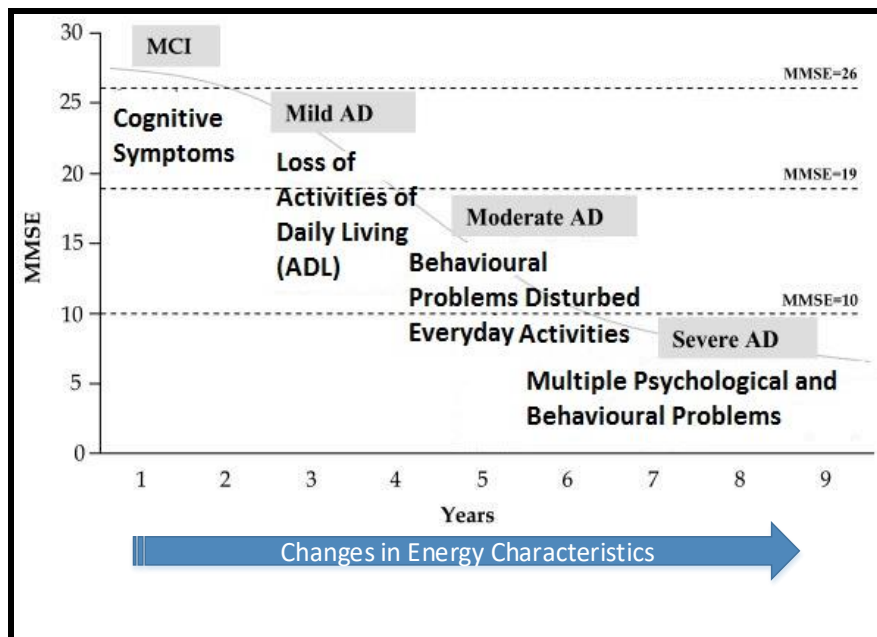 30
MCI
MMSE=26
25
Mild AD
Cognitive
Symptoms
Loss of
Activities of
Daily Living
(ADL)
20
MMSE=19
Moderate AD
MMSE
15
Behavioural
Problems Disturbed
Everyday Activities
MMSE=10
10
Severe AD
5
Multiple Psychological and
Behavioural Problems
0
1 2 3 4 5 6 7 8 9
Years
Changes in Energy Characteristics